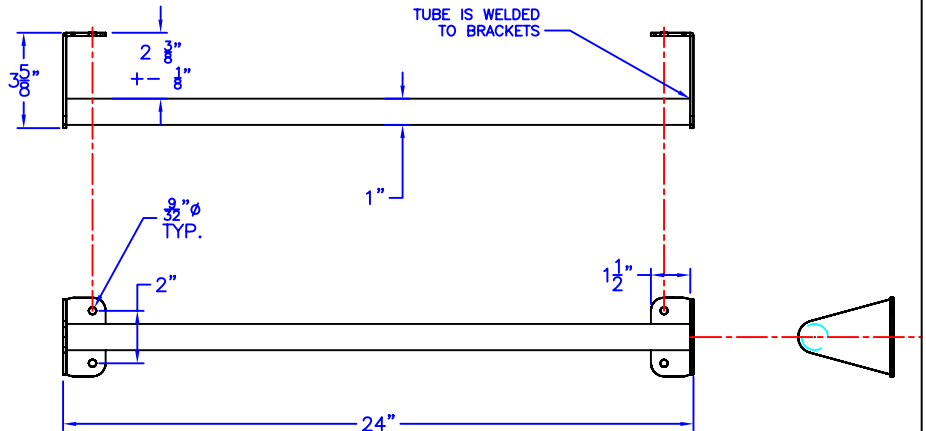 TUBE IS WELDED
TO BRACKETS
2 3/8"
+- 1/8"
3 5/8"
1"
9/32"ø
TYP.
2"
1 1/2"
24"